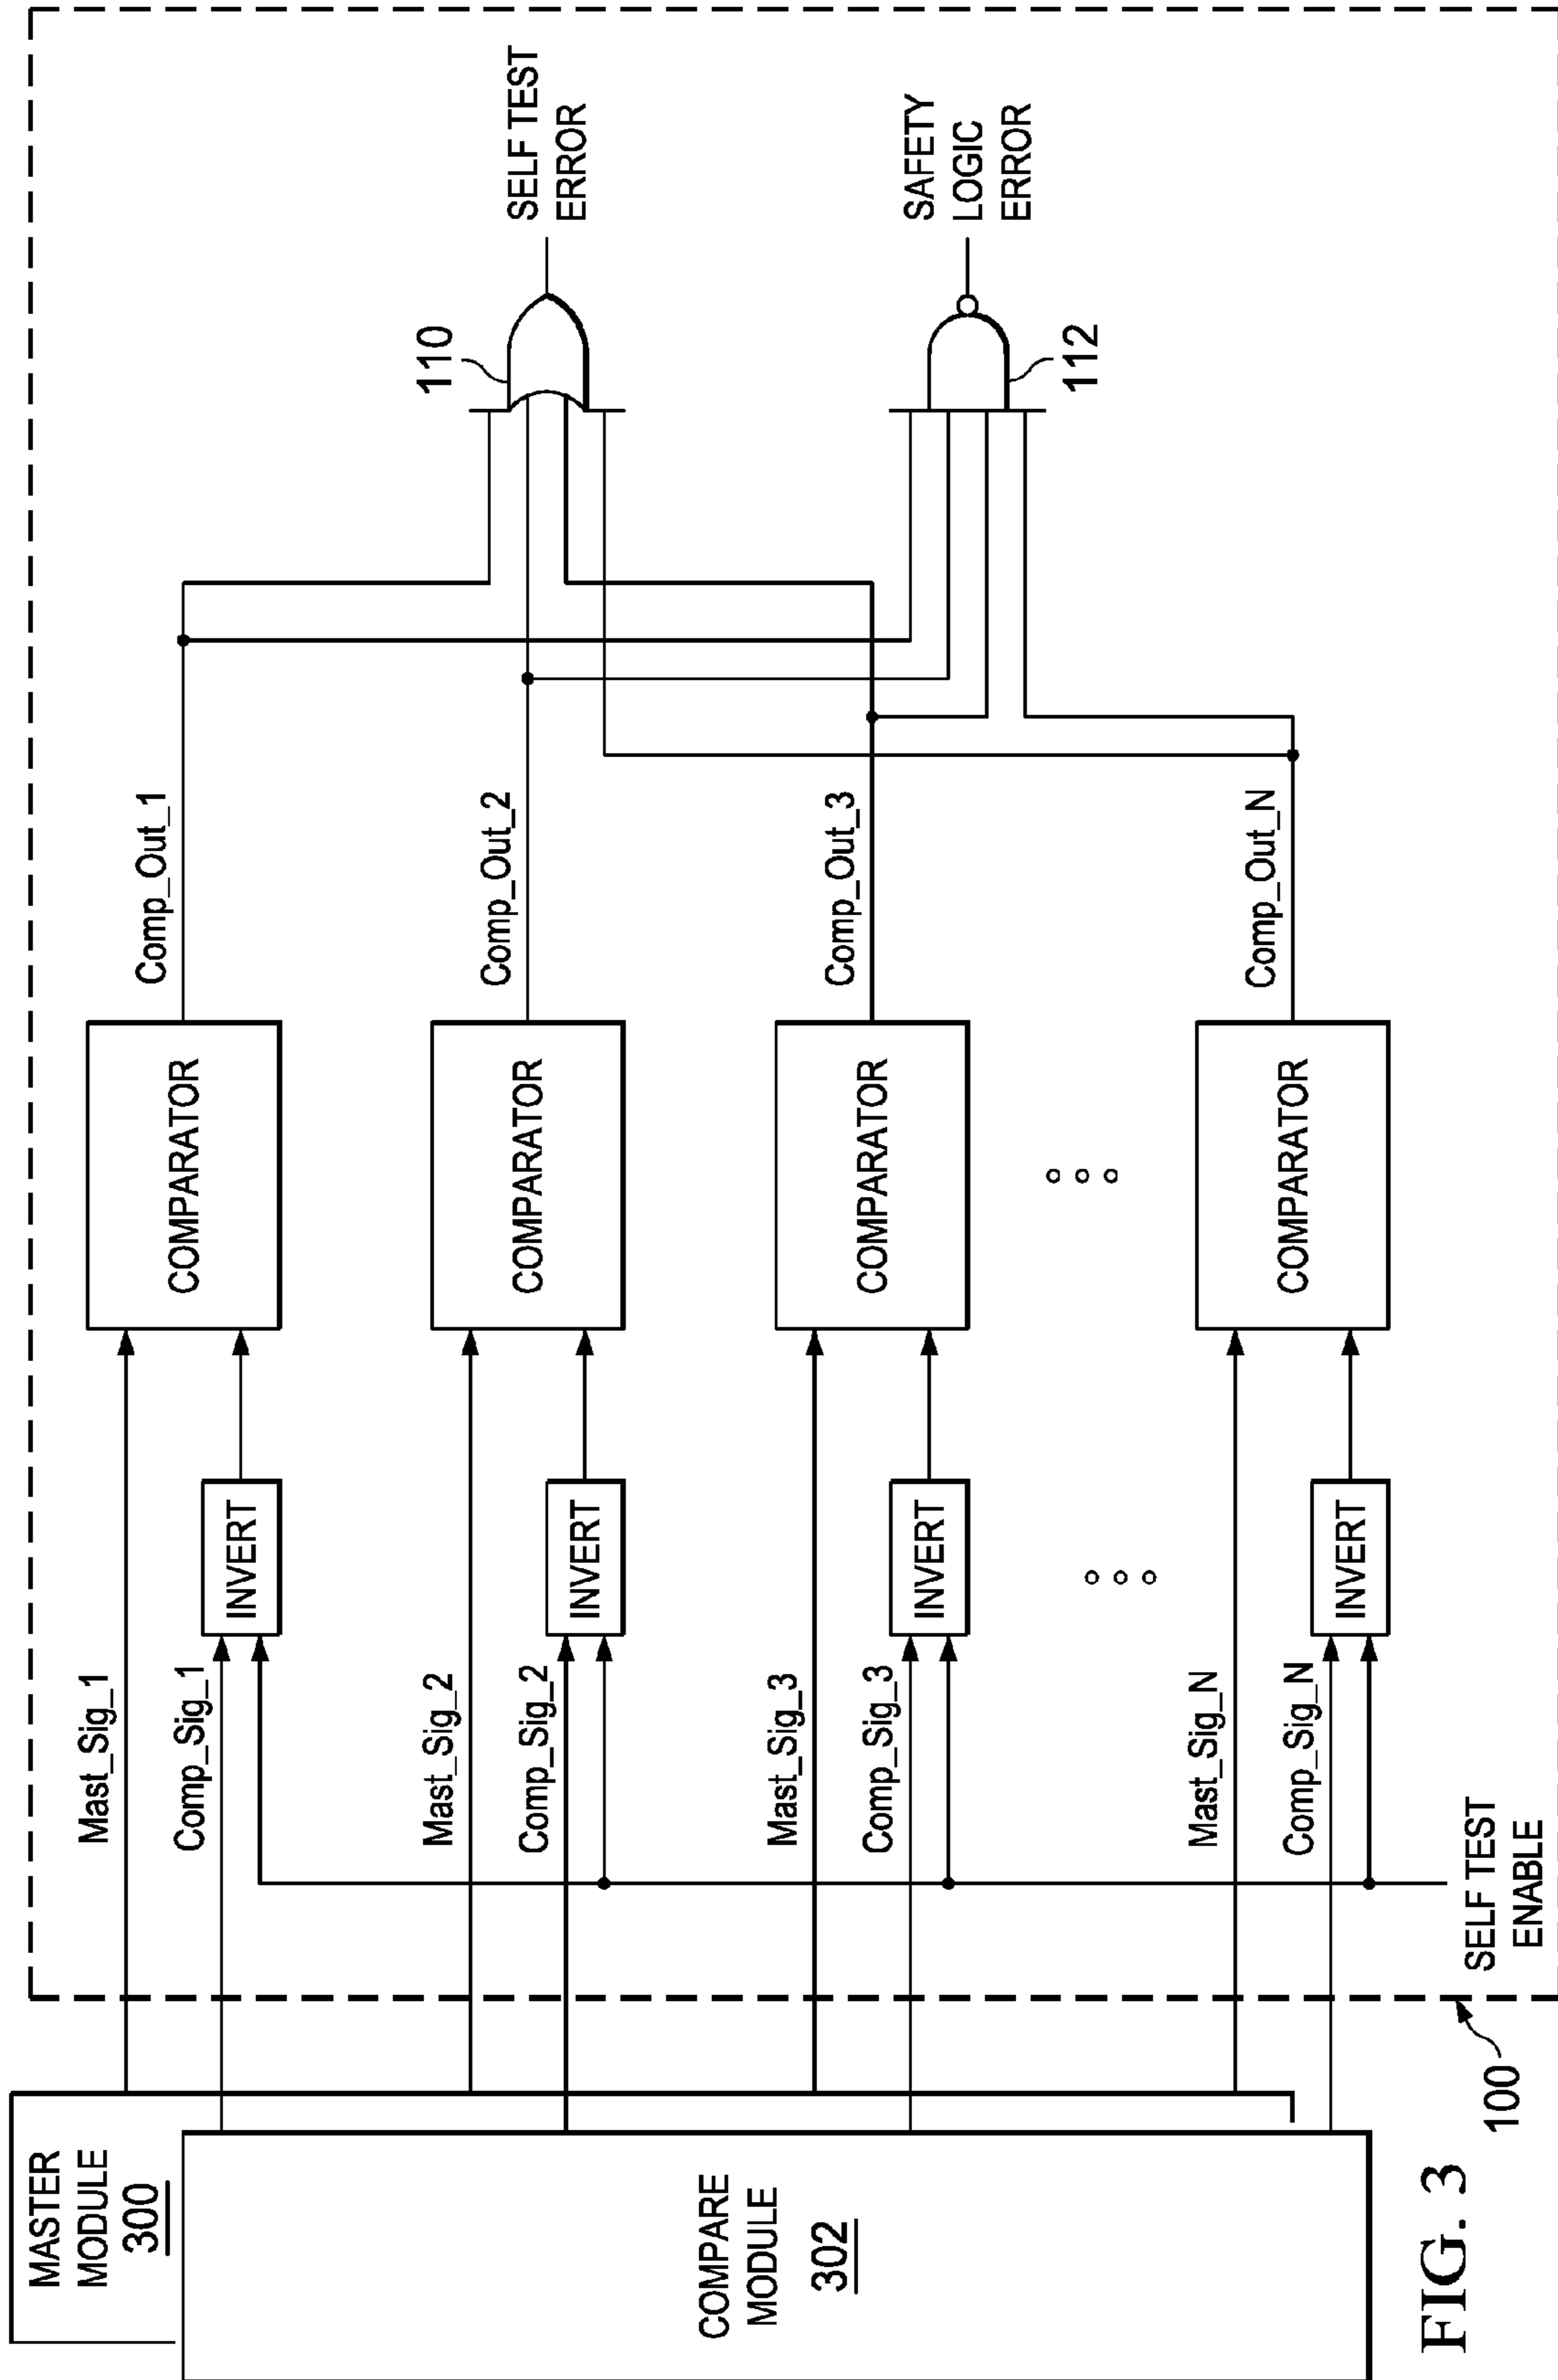 MASTER
MODULE
300
COMPARE
MODULE
302
Mast_Sig_1
Comp_Sig_1
INVERT
COMPARATOR
Comp_Out_1
Mast_Sig_2
Comp_Sig_2
INVERT
COMPARATOR
Comp_Out_2
Mast_Sig_3
Comp_Sig_3
INVERT
COMPARATOR
Comp_Out_3
Mast_Sig_N
Comp_Sig_N
INVERT
COMPARATOR
Comp_Out_N
110
SELF TEST
ERROR
112
SAFETY
LOGIC
ERROR
SELF TEST
ENABLE
100
FIG. 3